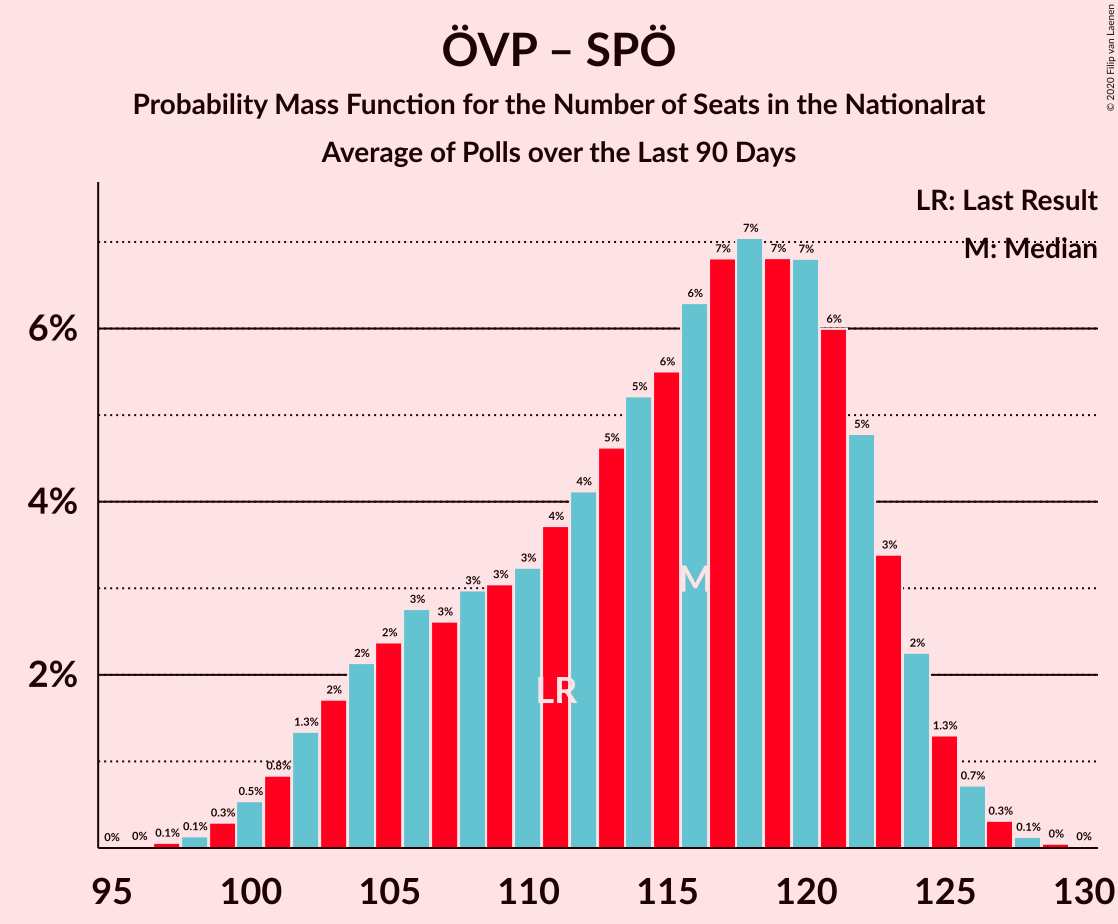 ÖVP – SPÖ
Probability Mass Function for the Number of Seats in the Nationalrat
Average of Polls over the Last 90 Days
© 2020 Filip van Laenen
LR: Last Result
M: Median
6%
4%
2%
0% 0% 0.1% 0.1% 0.3% 0.5% 0.8% 1.3% 2% 2% 2% 3% 3% 3% 3% 3% 4% 4% 5% 5% 6% 6% 7% 7% 7% 7% 6% 5% 3% 2% 1.3% 0.7% 0.3% 0.1% 0% 0%
M
LR
95 100 105 110 115 120 125 130